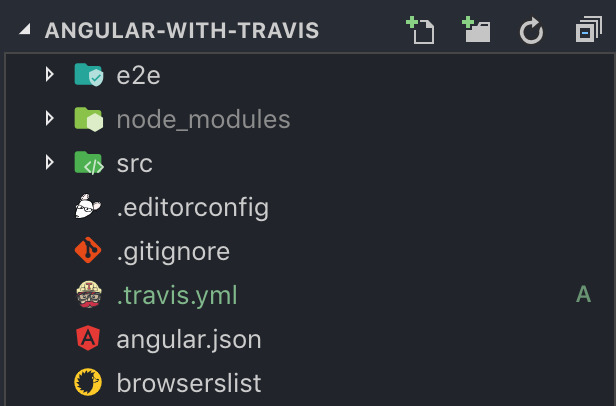 ANGULAR-WITH-TRAVIS
e2e
node_modules
src
.editorconfig
.gitignore
.travis.yml A
angular.json
browserslist